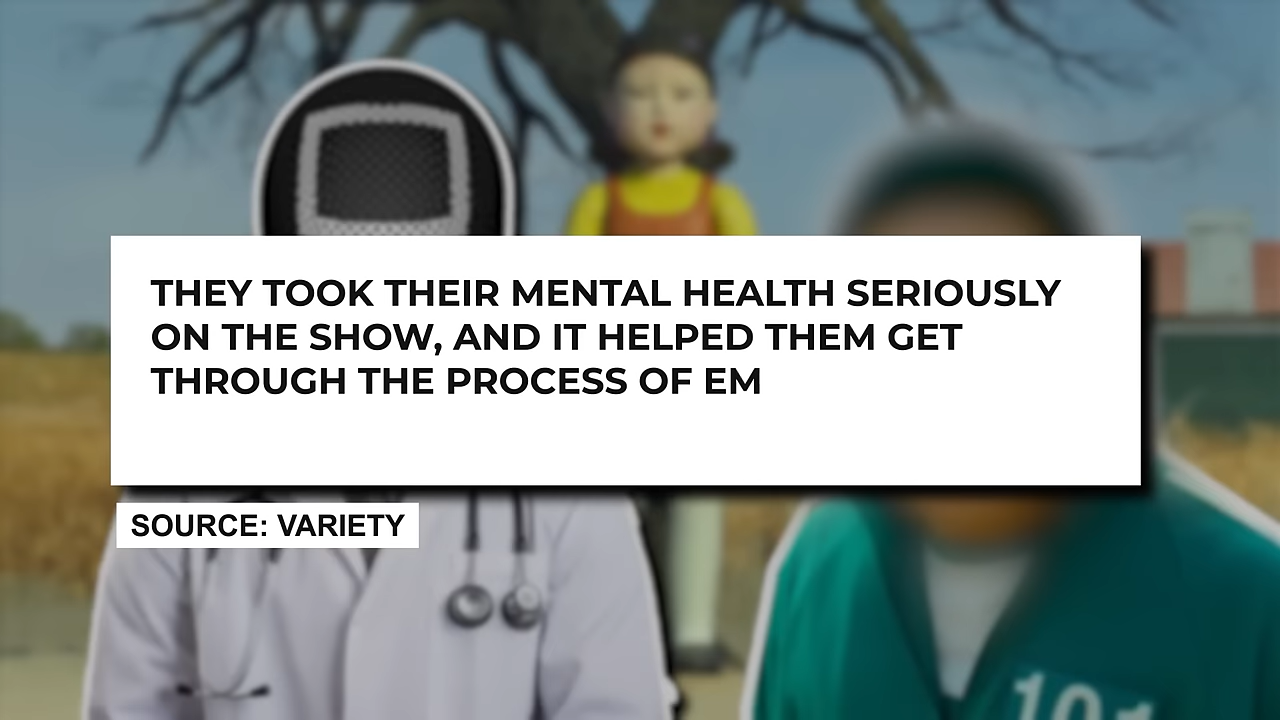 THEY TOOK THEIR MENTAL HEALTH SERIOUSLY
ON THE SHOW, AND IT HELPED THEM GET
THROUGH THE PROCESS OF EM
SOURCE: VARIETY
101